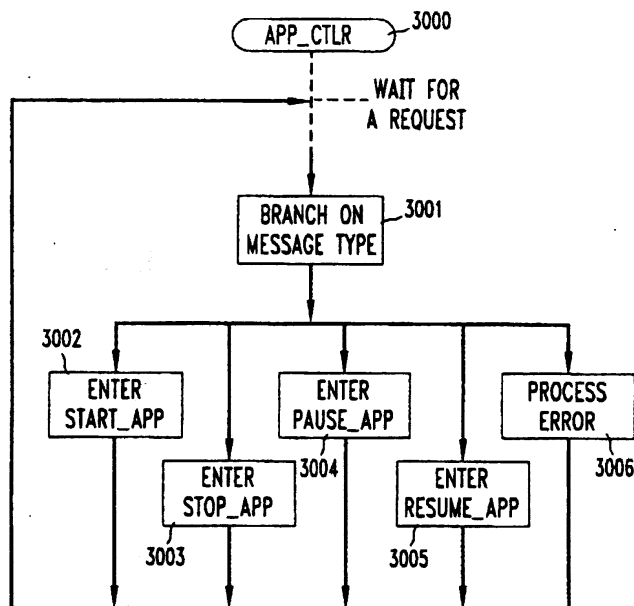 APP_CTLR
3000
WAIT FOR
A REQUEST
BRANCH ON
MESSAGE TYPE
3001
3002
ENTER
START_APP
ENTER
PAUSE_APP
3004
PROCESS
ERROR
3006
ENTER
STOP_APP
3003
ENTER
RESUME_APP
3005